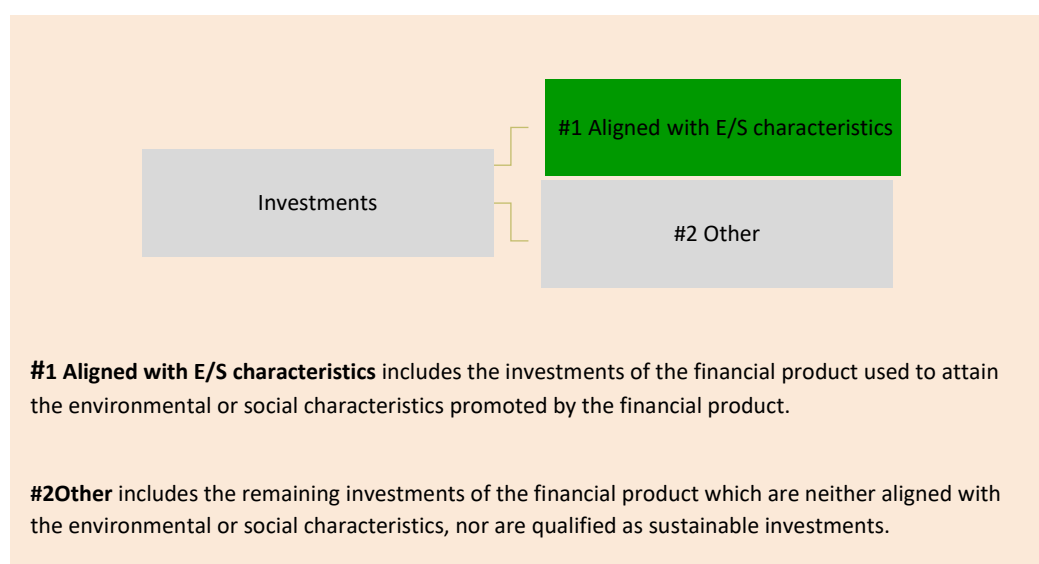 #1 Aligned with E/S characteristics
Investments
#2 Other
#1 Aligned with E/S characteristics includes the investments of the financial product used to attain
the environmental or social characteristics promoted by the financial product.
#2Other includes the remaining investments of the financial product which are neither aligned with
the environmental or social characteristics, nor are qualified as sustainable investments.